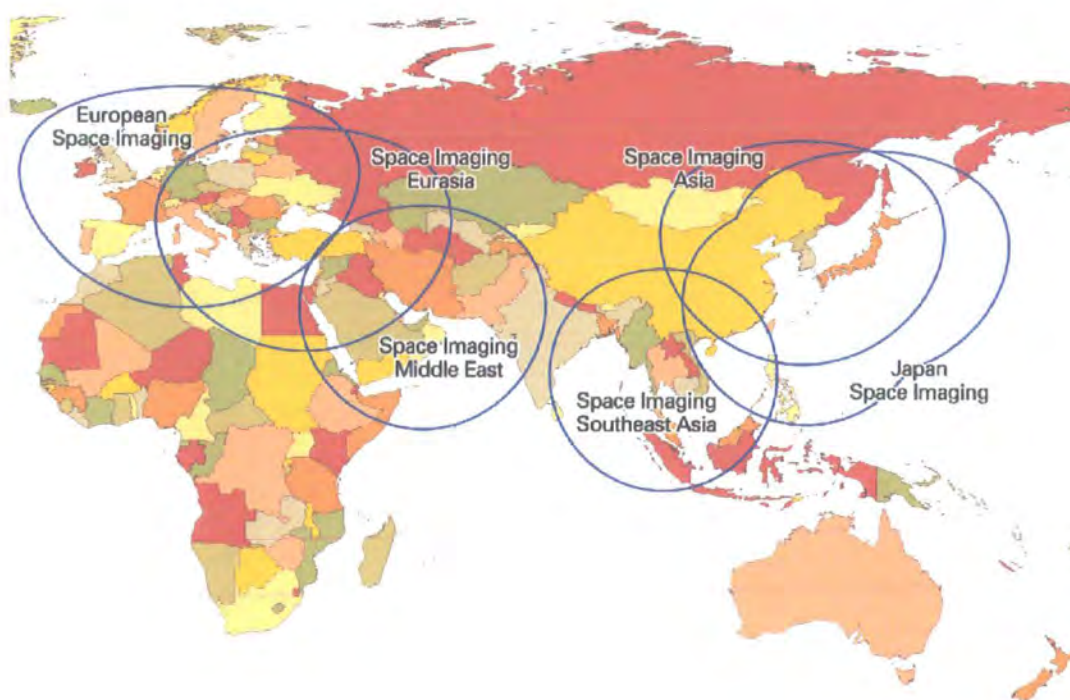 European
Space Imaging
Space Imaging
Eurasia
Space Imaging
Asia
Space Imaging
Middle East
Space Imaging
Southeast Asia
Japan
Space Imaging